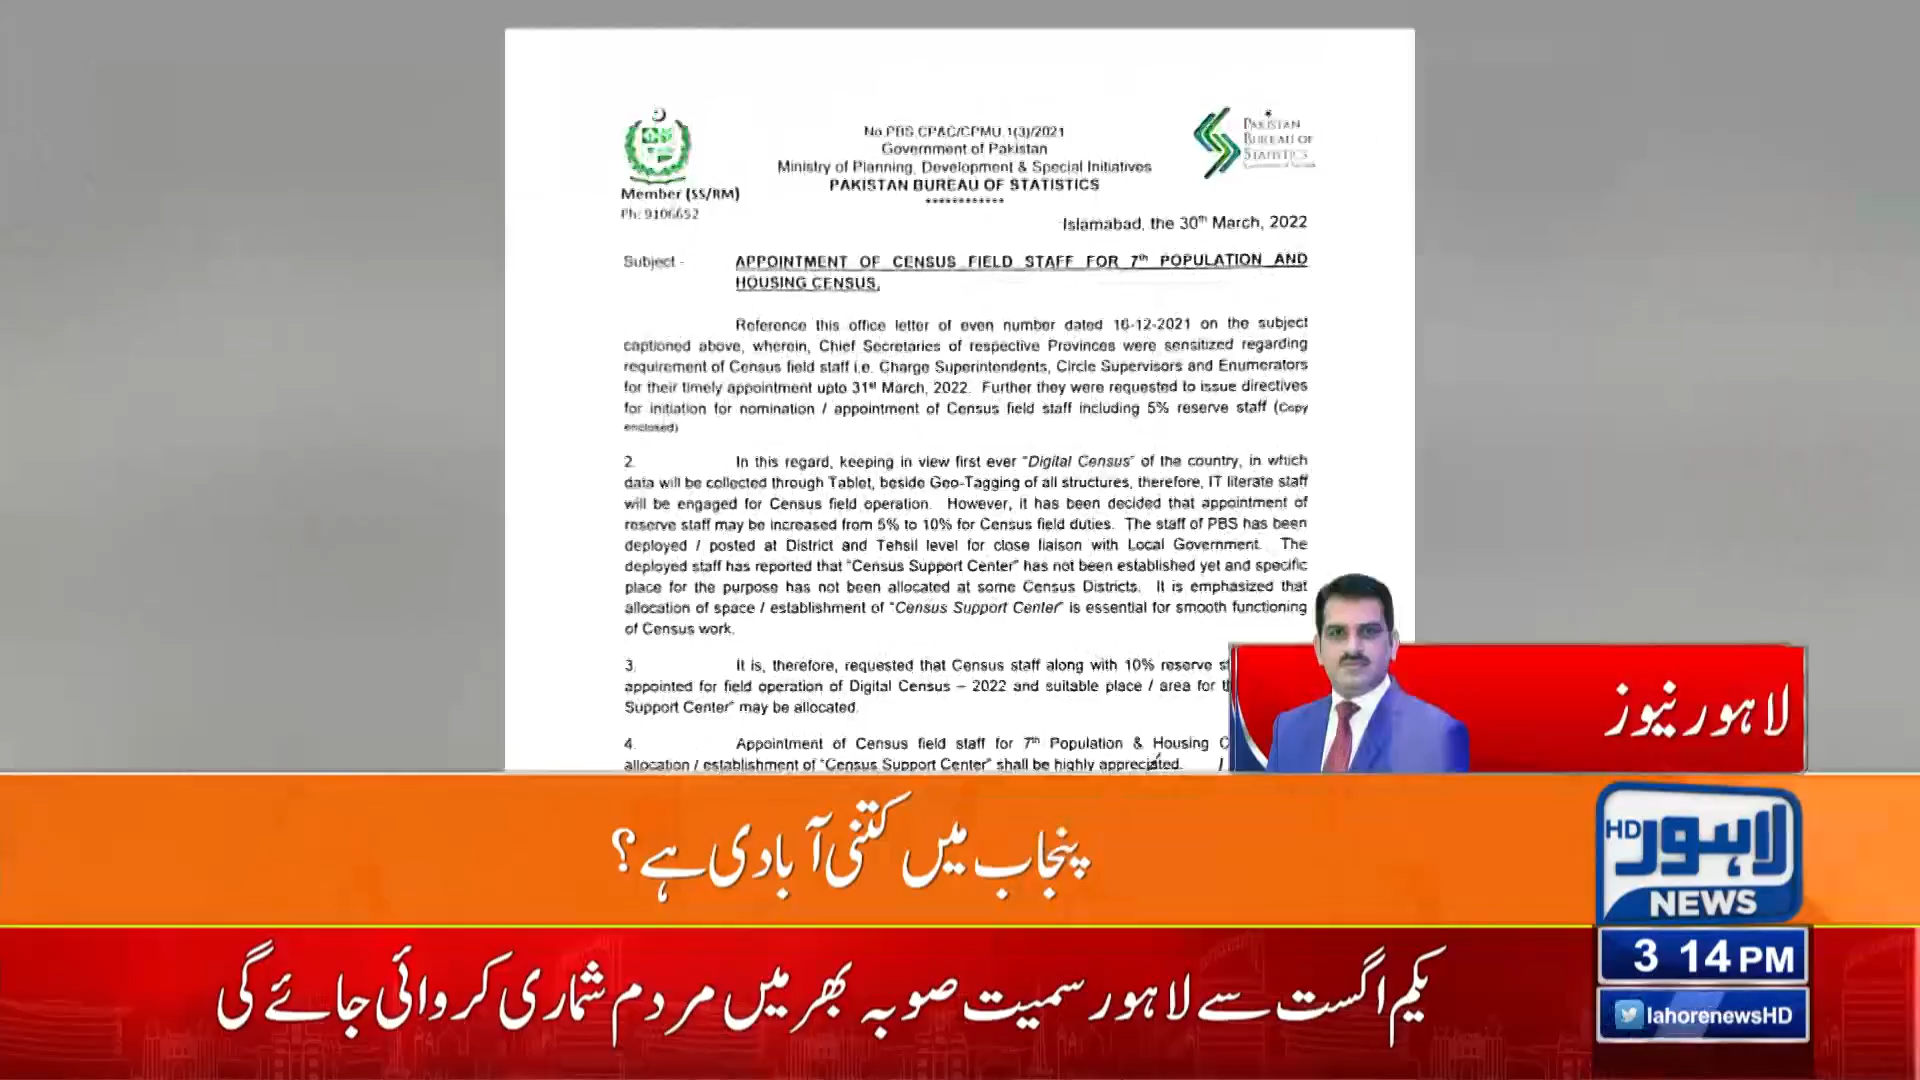 No.PBS.CPAC/CPMU.1(3)/2021
Government of Pakistan
Ministry of Planning, Development & Special Initiatives
PAKISTAN BUREAU OF STATISTICS
************
PAKISTAN
BUREAU OF
STATISTICS
Member (SS/RM)
Ph: 9106652
Islamabad, the 30th March, 2022
Subject - APPOINTMENT OF CENSUS FIELD STAFF FOR 7th POPULATION AND
HOUSING CENSUS.
Reference this office letter of even number dated 16-12-2021 on the subject
captioned above, wherein, Chief Secretaries of respective Provinces were sensitized regarding
requirement of Census field staff i.e. Charge Superintendents, Circle Supervisors and Enumerators
for their timely appointment upto 31st March, 2022. Further they were requested to issue directives
for initiation for nomination / appointment of Census field staff including 5% reserve staff (Copy
enclosed)
2. In this regard, keeping in view first ever "Digital Census" of the country, in which
data will be collected through Tablet, beside Geo-Tagging of all structures, therefore, IT literate staff
will be engaged for Census field operation. However, it has been decided that appointment of
reserve staff may be increased from 5% to 10% for Census field duties. The staff of PBS has been
deployed / posted at District and Tehsil level for close liaison with Local Government. The
deployed staff has reported that "Census Support Center" has not been established yet and specific
place for the purpose has not been allocated at some Census Districts. It is emphasized that
allocation of space / establishment of "Census Support Center" is essential for smooth functioning
of Census work.
3. It is, therefore, requested that Census staff along with 10% reserve
appointed for field operation of Digital Census – 2022 and suitable place / area for
Support Center" may be allocated.
4. Appointment of Census field staff for 7th Population & Housing
allocation / establishment of "Census Support Center" shall be highly appreciated.
لاہور نیوز
پنجاب میں کتنی آبادی ہے؟
لاہور HD
NEWS
3 14 PM
یکم اگست سے لاہور سمیت صوبہ بھر میں مردم شماری کروائی جائے گی
lahorenewsHD